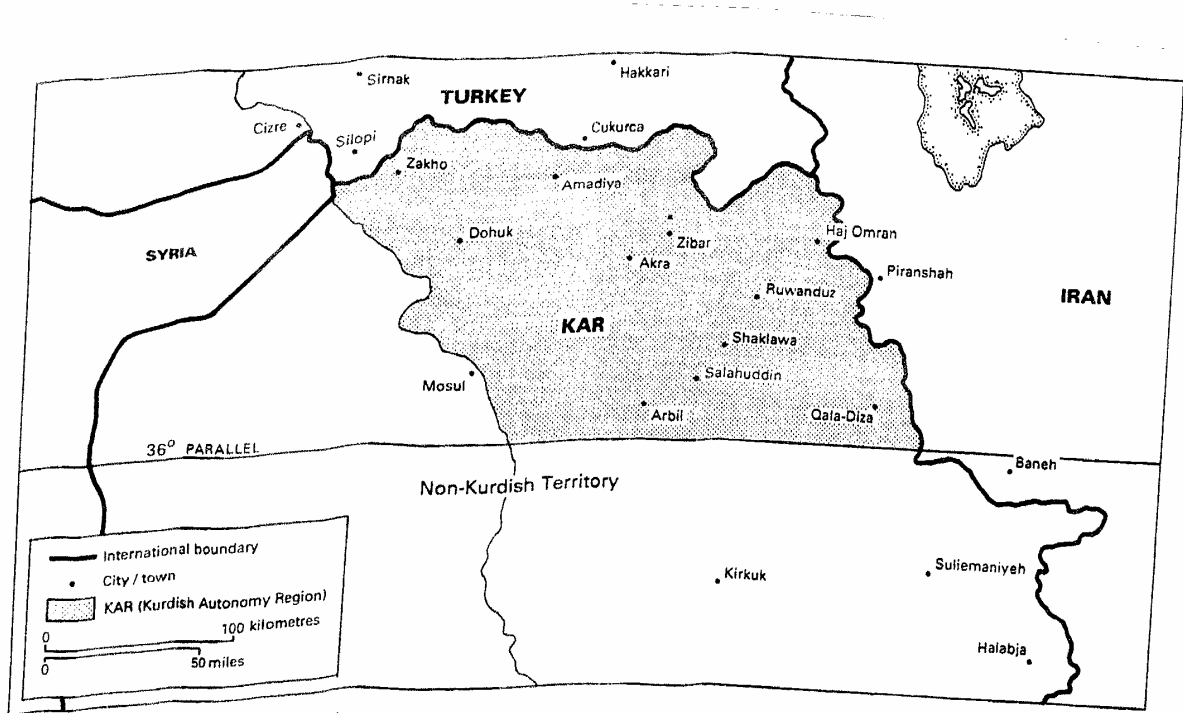 Sirnak
Hakkari
TURKEY
Cizre
Silopi
Cukurca
Zakho
Amadiya
SYRIA
Dohuk
Zibar
Haj Omran
Akra
Piranshah
Ruwanduz
IRAN
KAR
Shaklawa
Mosul
Salahuddin
Arbil
Qala-Diza
36° PARALLEL
Baneh
Non-Kurdish Territory
International boundary
City / town
KAR (Kurdish Autonomy Region)
0 100 kilometres
0 50 miles
Kirkuk
Suliemaniyeh
Halabja